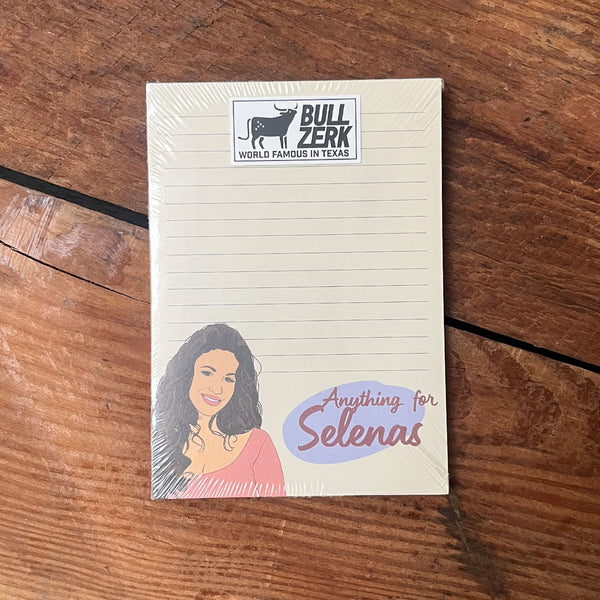 BULL
ZERK
WORLD FAMOUS IN TEXAS
Anything for
Selenas